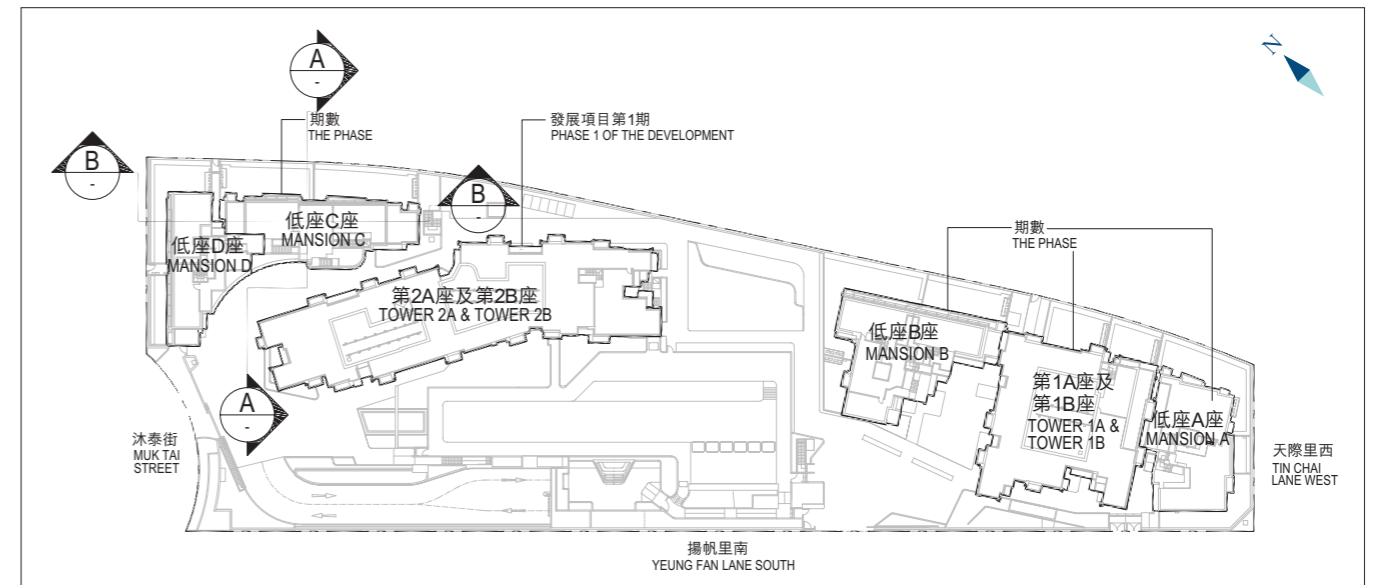 N
A
-
期數
THE PHASE
發展項目第1期
PHASE 1 OF THE DEVELOPMENT
B
-
B
-
低座C座
MANSION C
低座D座
MANSION D
期數
THE PHASE
第2A座及第2B座
TOWER 2A & TOWER 2B
低座B座
MANSION B
第1A座及
第1B座
TOWER 1A &
TOWER 1B
低座A座
MANSION A
A
-
沐泰街
MUK TAI
STREET
天際里西
TIN CHAI
LANE WEST
揚帆里南
YEUNG FAN LANE SOUTH